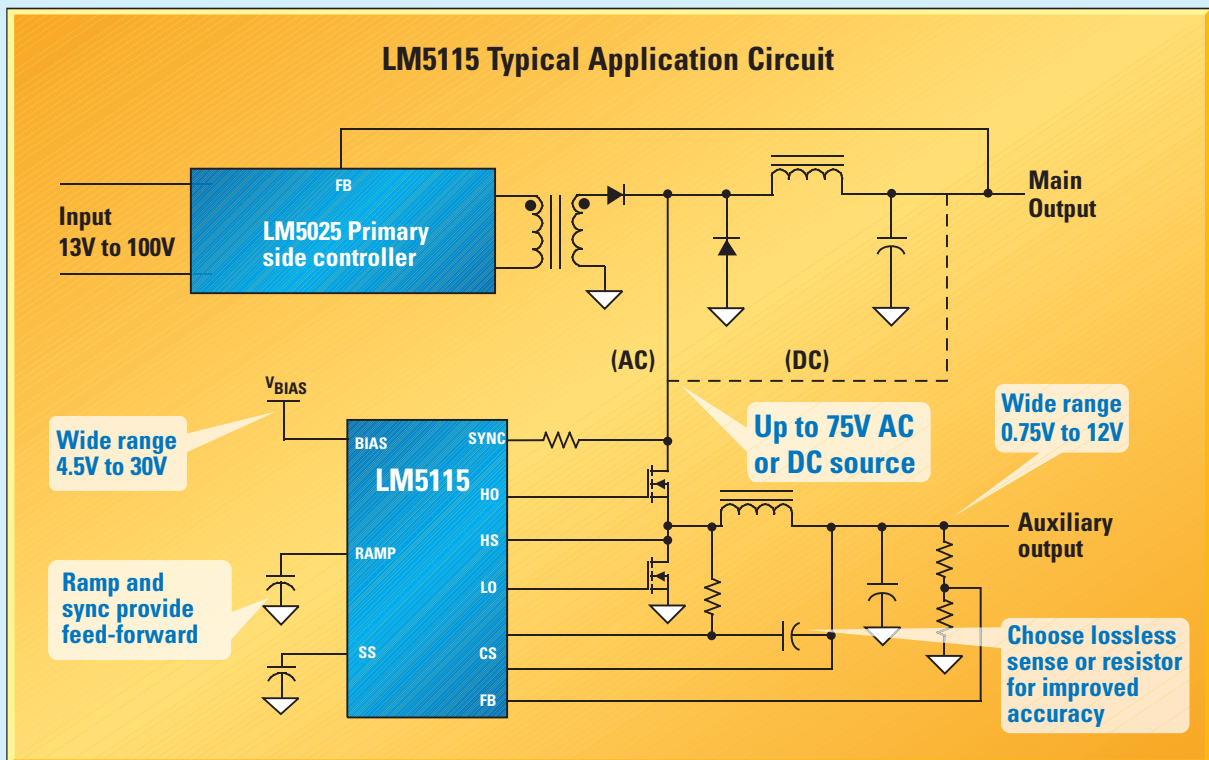 LM5115 Typical Application Circuit
FB
Input
13V to 100V
LM5025 Primary
side controller
Main
Output
(AC)
(DC)
VBIAS
Wide range
4.5V to 30V
BIAS
SYNC
LM5115
HO
HS
LO
RAMP
Ramp and
sync provide
feed-forward
SS
CS
FB
Up to 75V AC
or DC source
Wide range
0.75V to 12V
Auxiliary
output
Choose lossless
sense or resistor
for improved
accuracy